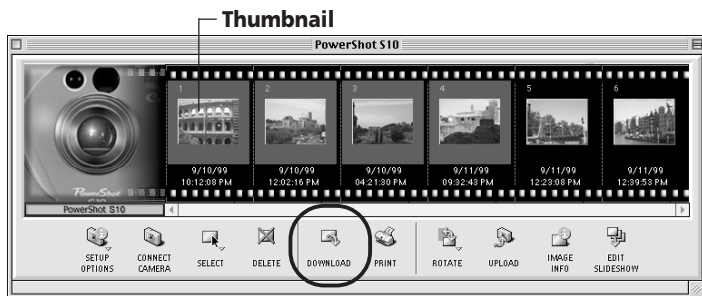 Thumbnail
PowerShot S10
1 2 3 4 5 6
9/10/99 9/10/99 9/10/99 9/11/99 9/11/99 9/11/99
10:12:08 PM 12:02:16 PM 04:21:30 PM 09:32:43 PM 12:23:08 PM 12:39:53 PM
PowerShot
S10
PowerShot S10
SETUP OPTIONS CONNECT CAMERA SELECT DELETE DOWNLOAD PRINT ROTATE UPLOAD IMAGE INFO EDIT SLIDESHOW